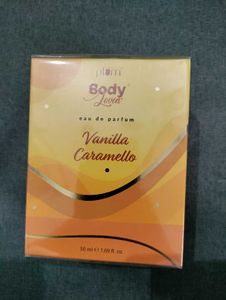 plum
Body
Lovin'
eau de parfum
Vanilla
Caramello
50 ml e 1.69 fl. oz.